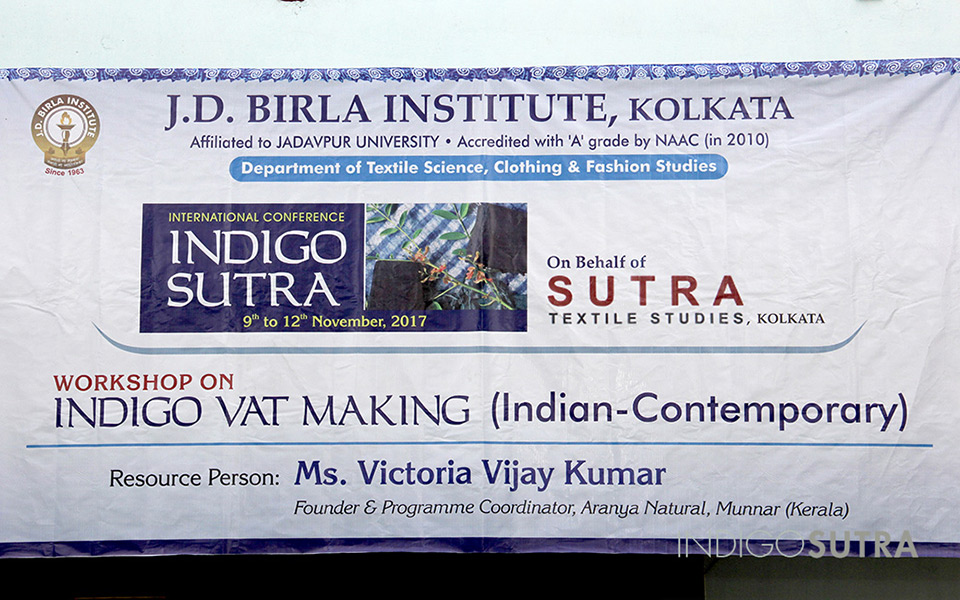 J.D. BIRLA INSTITUTE
Since 1963
J.D. BIRLA INSTITUTE, KOLKATA
Affiliated to JADAVPUR UNIVERSITY • Accredited with 'A' grade by NAAC (in 2010)
Department of Textile Science, Clothing & Fashion Studies
INTERNATIONAL CONFERENCE
INDIGO
SUTRA
9th to 12th November, 2017
On Behalf of
SUTRA
TEXTILE STUDIES, KOLKATA
WORKSHOP ON
INDIGO VAT MAKING (Indian-Contemporary)
Resource Person: Ms. Victoria Vijay Kumar
Founder & Programme Coordinator, Aranya Natural, Munnar (Kerala)
INDIGOSUTRA